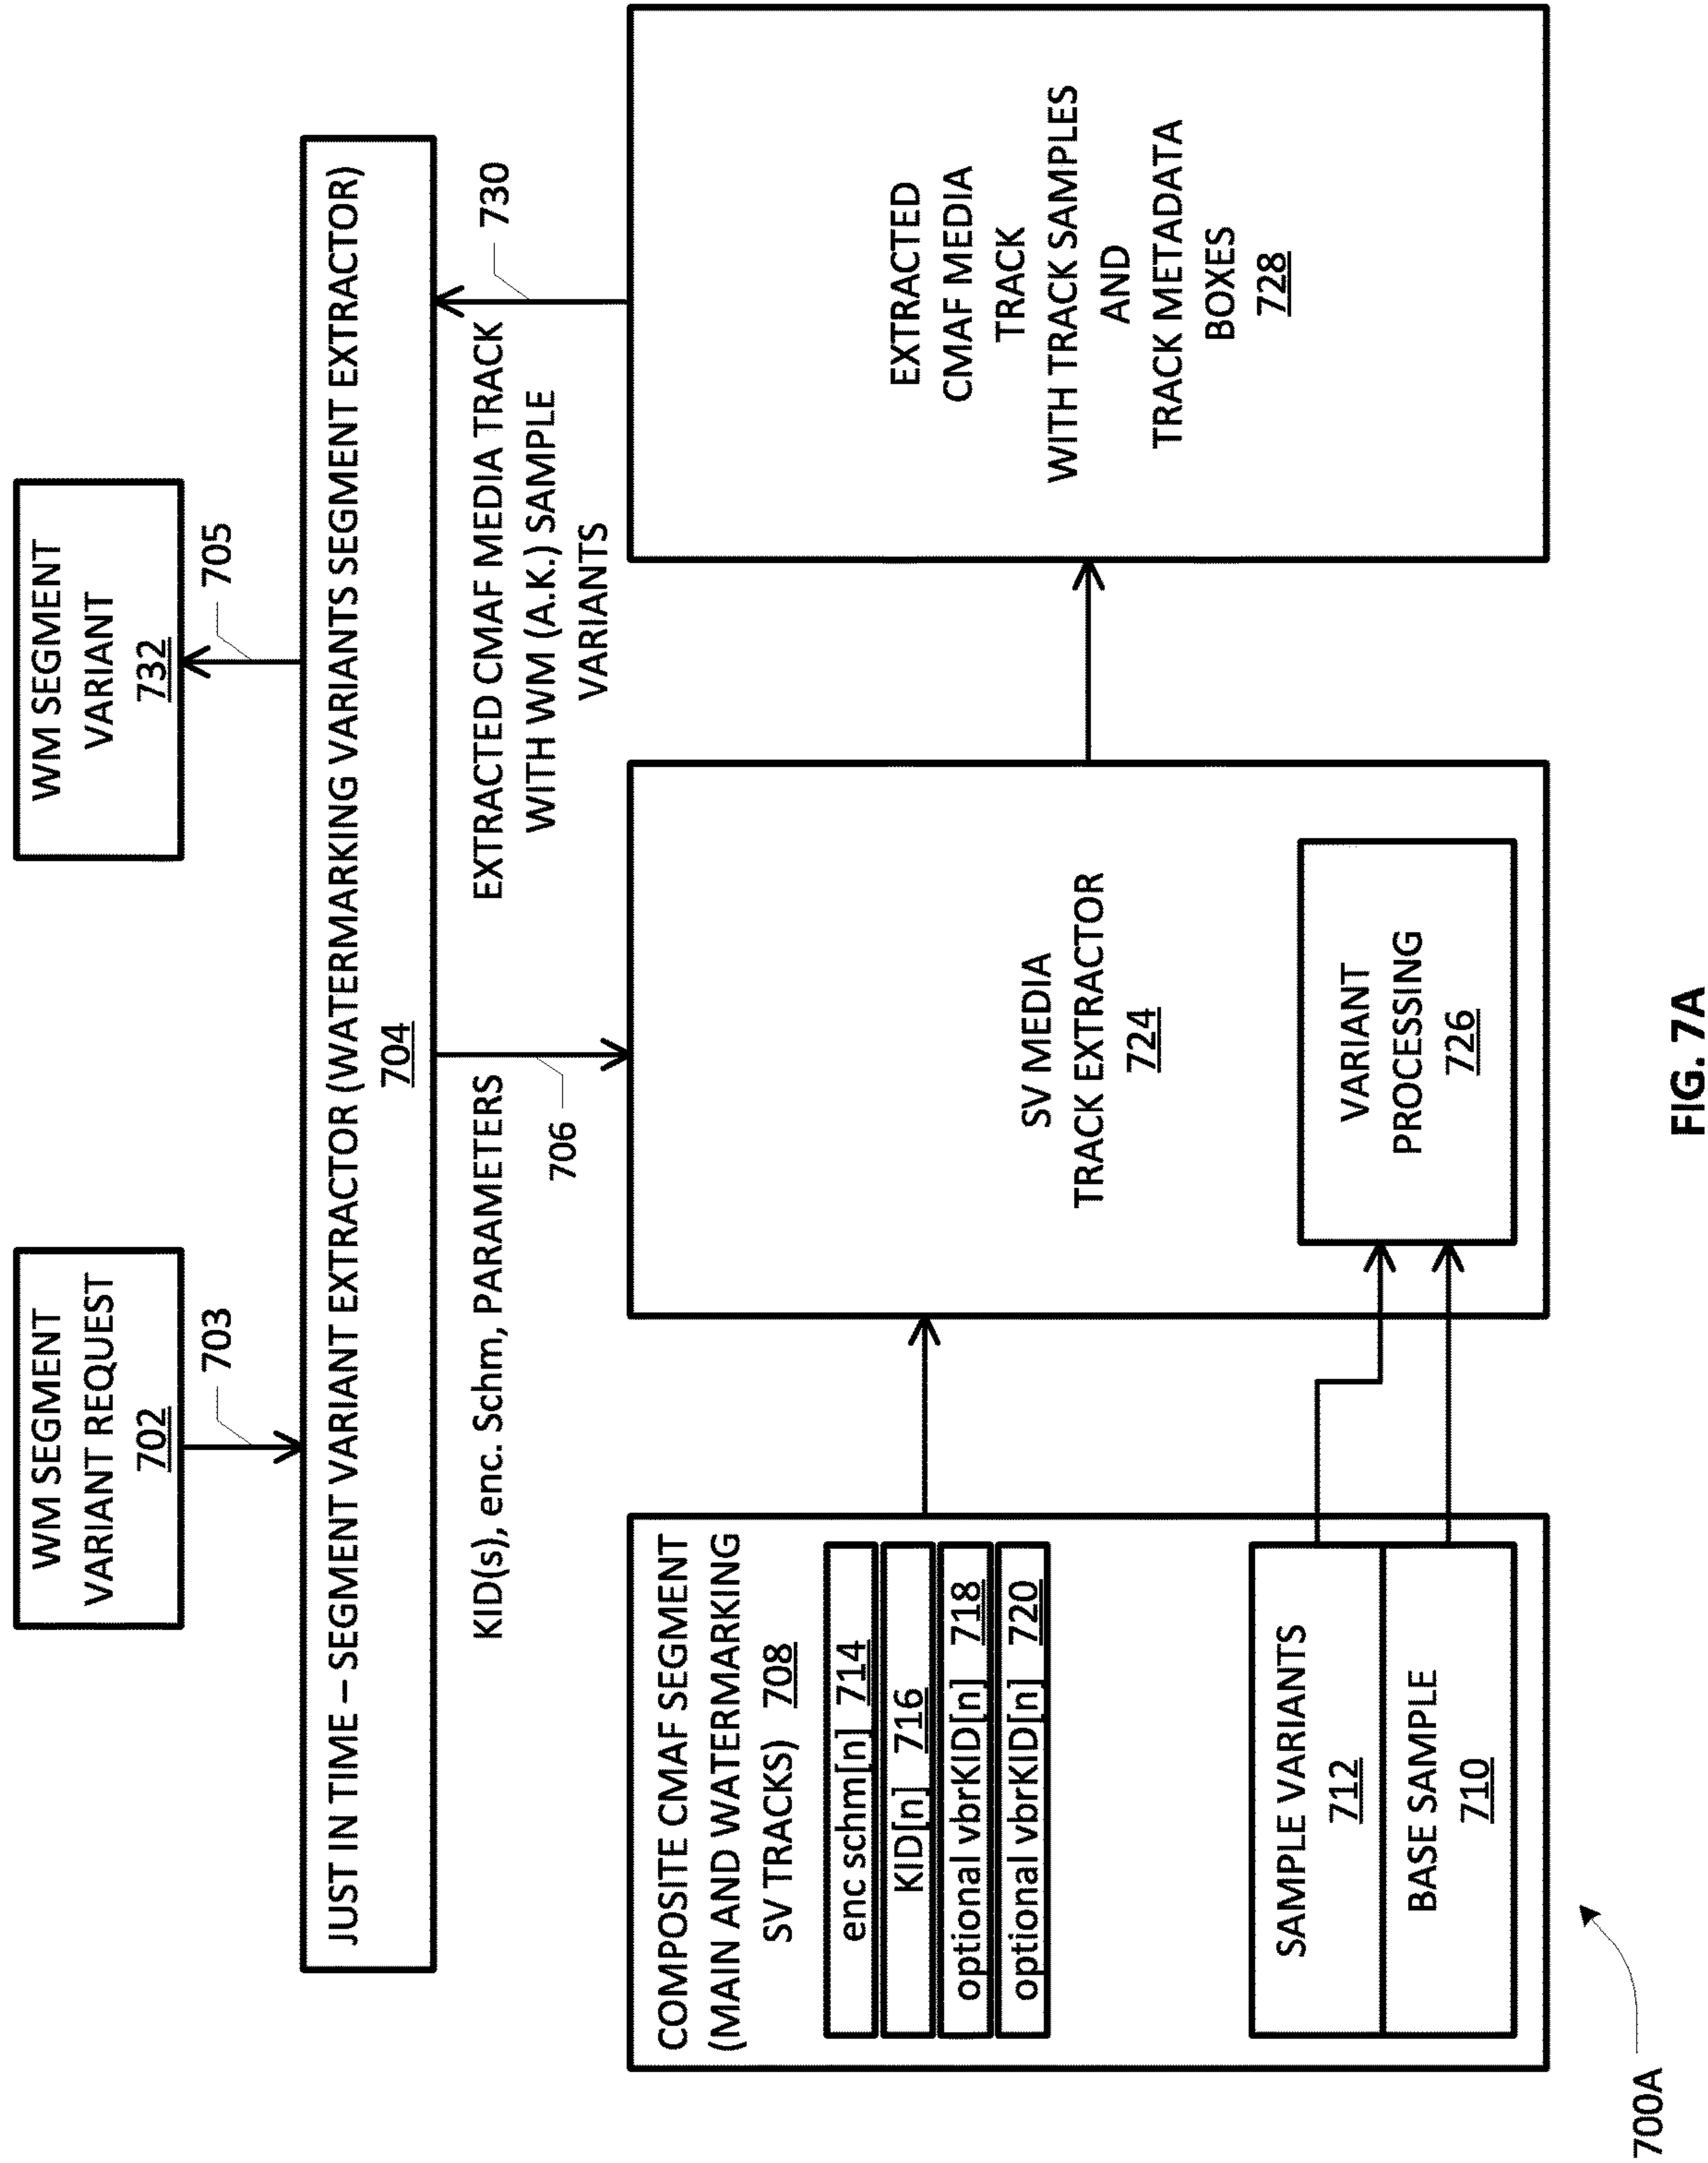 WM SEGMENT
VARIANT REQUEST
702
703
WM SEGMENT
VARIANT
732
705
JUST IN TIME – SEGMENT VARIANT EXTRACTOR (WATERMARKING VARIANTS SEGMENT EXTRACTOR)
704
KID(s), enc. Schm, PARAMETERS
706
EXTRACTED CMAF MEDIA TRACK
WITH WM (A.K.) SAMPLE
VARIANTS
730
COMPOSITE CMAF SEGMENT
(MAIN AND WATERMARKING
SV TRACKS) 708
enc schm[n] 714
KID[n] 716
optional vbrKID[n] 718
optional vbrKID[n] 720
SAMPLE VARIANTS
712
BASE SAMPLE
710
SV MEDIA
TRACK EXTRACTOR
724
VARIANT
PROCESSING
726
EXTRACTED
CMAF MEDIA
TRACK
WITH TRACK SAMPLES
AND
TRACK METADATA
BOXES
728
700A
FIG. 7A